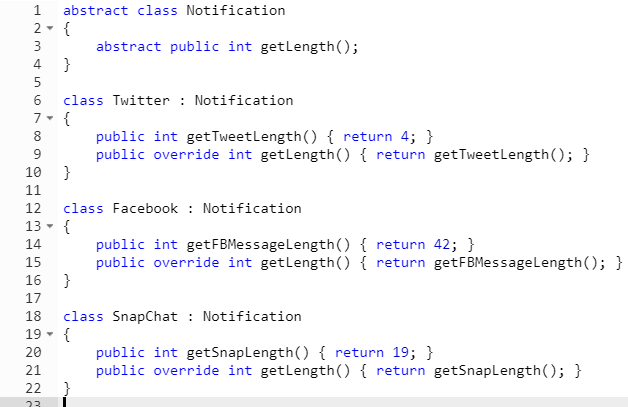 1 abstract class Notification
2 {
3 abstract public int getLength();
4 }
5
6 class Twitter : Notification
7 {
8 public int getTweetLength() { return 4; }
9 public override int getLength() { return getTweetLength(); }
10 }
11
12 class Facebook : Notification
13 {
14 public int getFBMessageLength() { return 42; }
15 public override int getLength() { return getFBMessageLength(); }
16 }
17
18 class SnapChat : Notification
19 {
20 public int getSnapLength() { return 19; }
21 public override int getLength() { return getSnapLength(); }
22 }
23